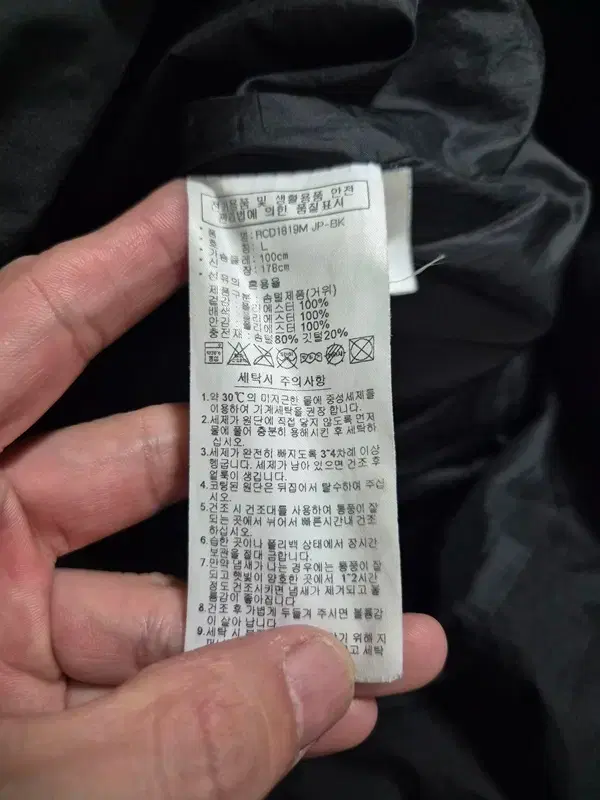 전기용품 및 생활용품 안전
관리법에 의한 품질표시
품 명:RCD1819M JP-BK
호 칭: L
가슴둘레: 100cm
신 장: 178cm
섬유의 혼용율
제품구분: 솜털제품(거위)
겉감: 폴리에스터 100%
배색: 폴리에스터 100%
안감: 폴리에스터 100%
충전재: 솜털80% 깃털20%
세탁시 주의사항
1.약 30℃의 미지근한 물에 중성세제를
이용하여 기계세탁을 권장 합니다.
2.세제가 원단에 직접 닿지 않도록 먼저
물에 풀어 충분히 용해시킨 후 세탁하
십시오.
3.세제가 완전히 빠지도록 3~4차례 이상
헹굽니다. 세제가 남아 있으면 건조 후
얼룩이 생깁니다.
4.코팅된 원단은 뒤집어서 탈수하여 주십
시오.
5.건조 시 건조대를 사용하여 통풍이 잘
되는 곳에서 뉘어서 빠른시간내 건조
하십시오.
6.습한 곳이나 폴리백 상태에서 장시간
보관을 절대 금합니다.
7.만약 냄새가 나는 경우에는 통풍이 잘
되고 햇빛이 양호한 곳에서 1~2시간
정도 건조시키면 냄새가 제거되고 볼
륨감이 좋아집니다
8.건조 후 가볍게 두들겨 주시면 볼륨감
이 살아 납니다.
9.세탁 시 위해 지
고 세탁